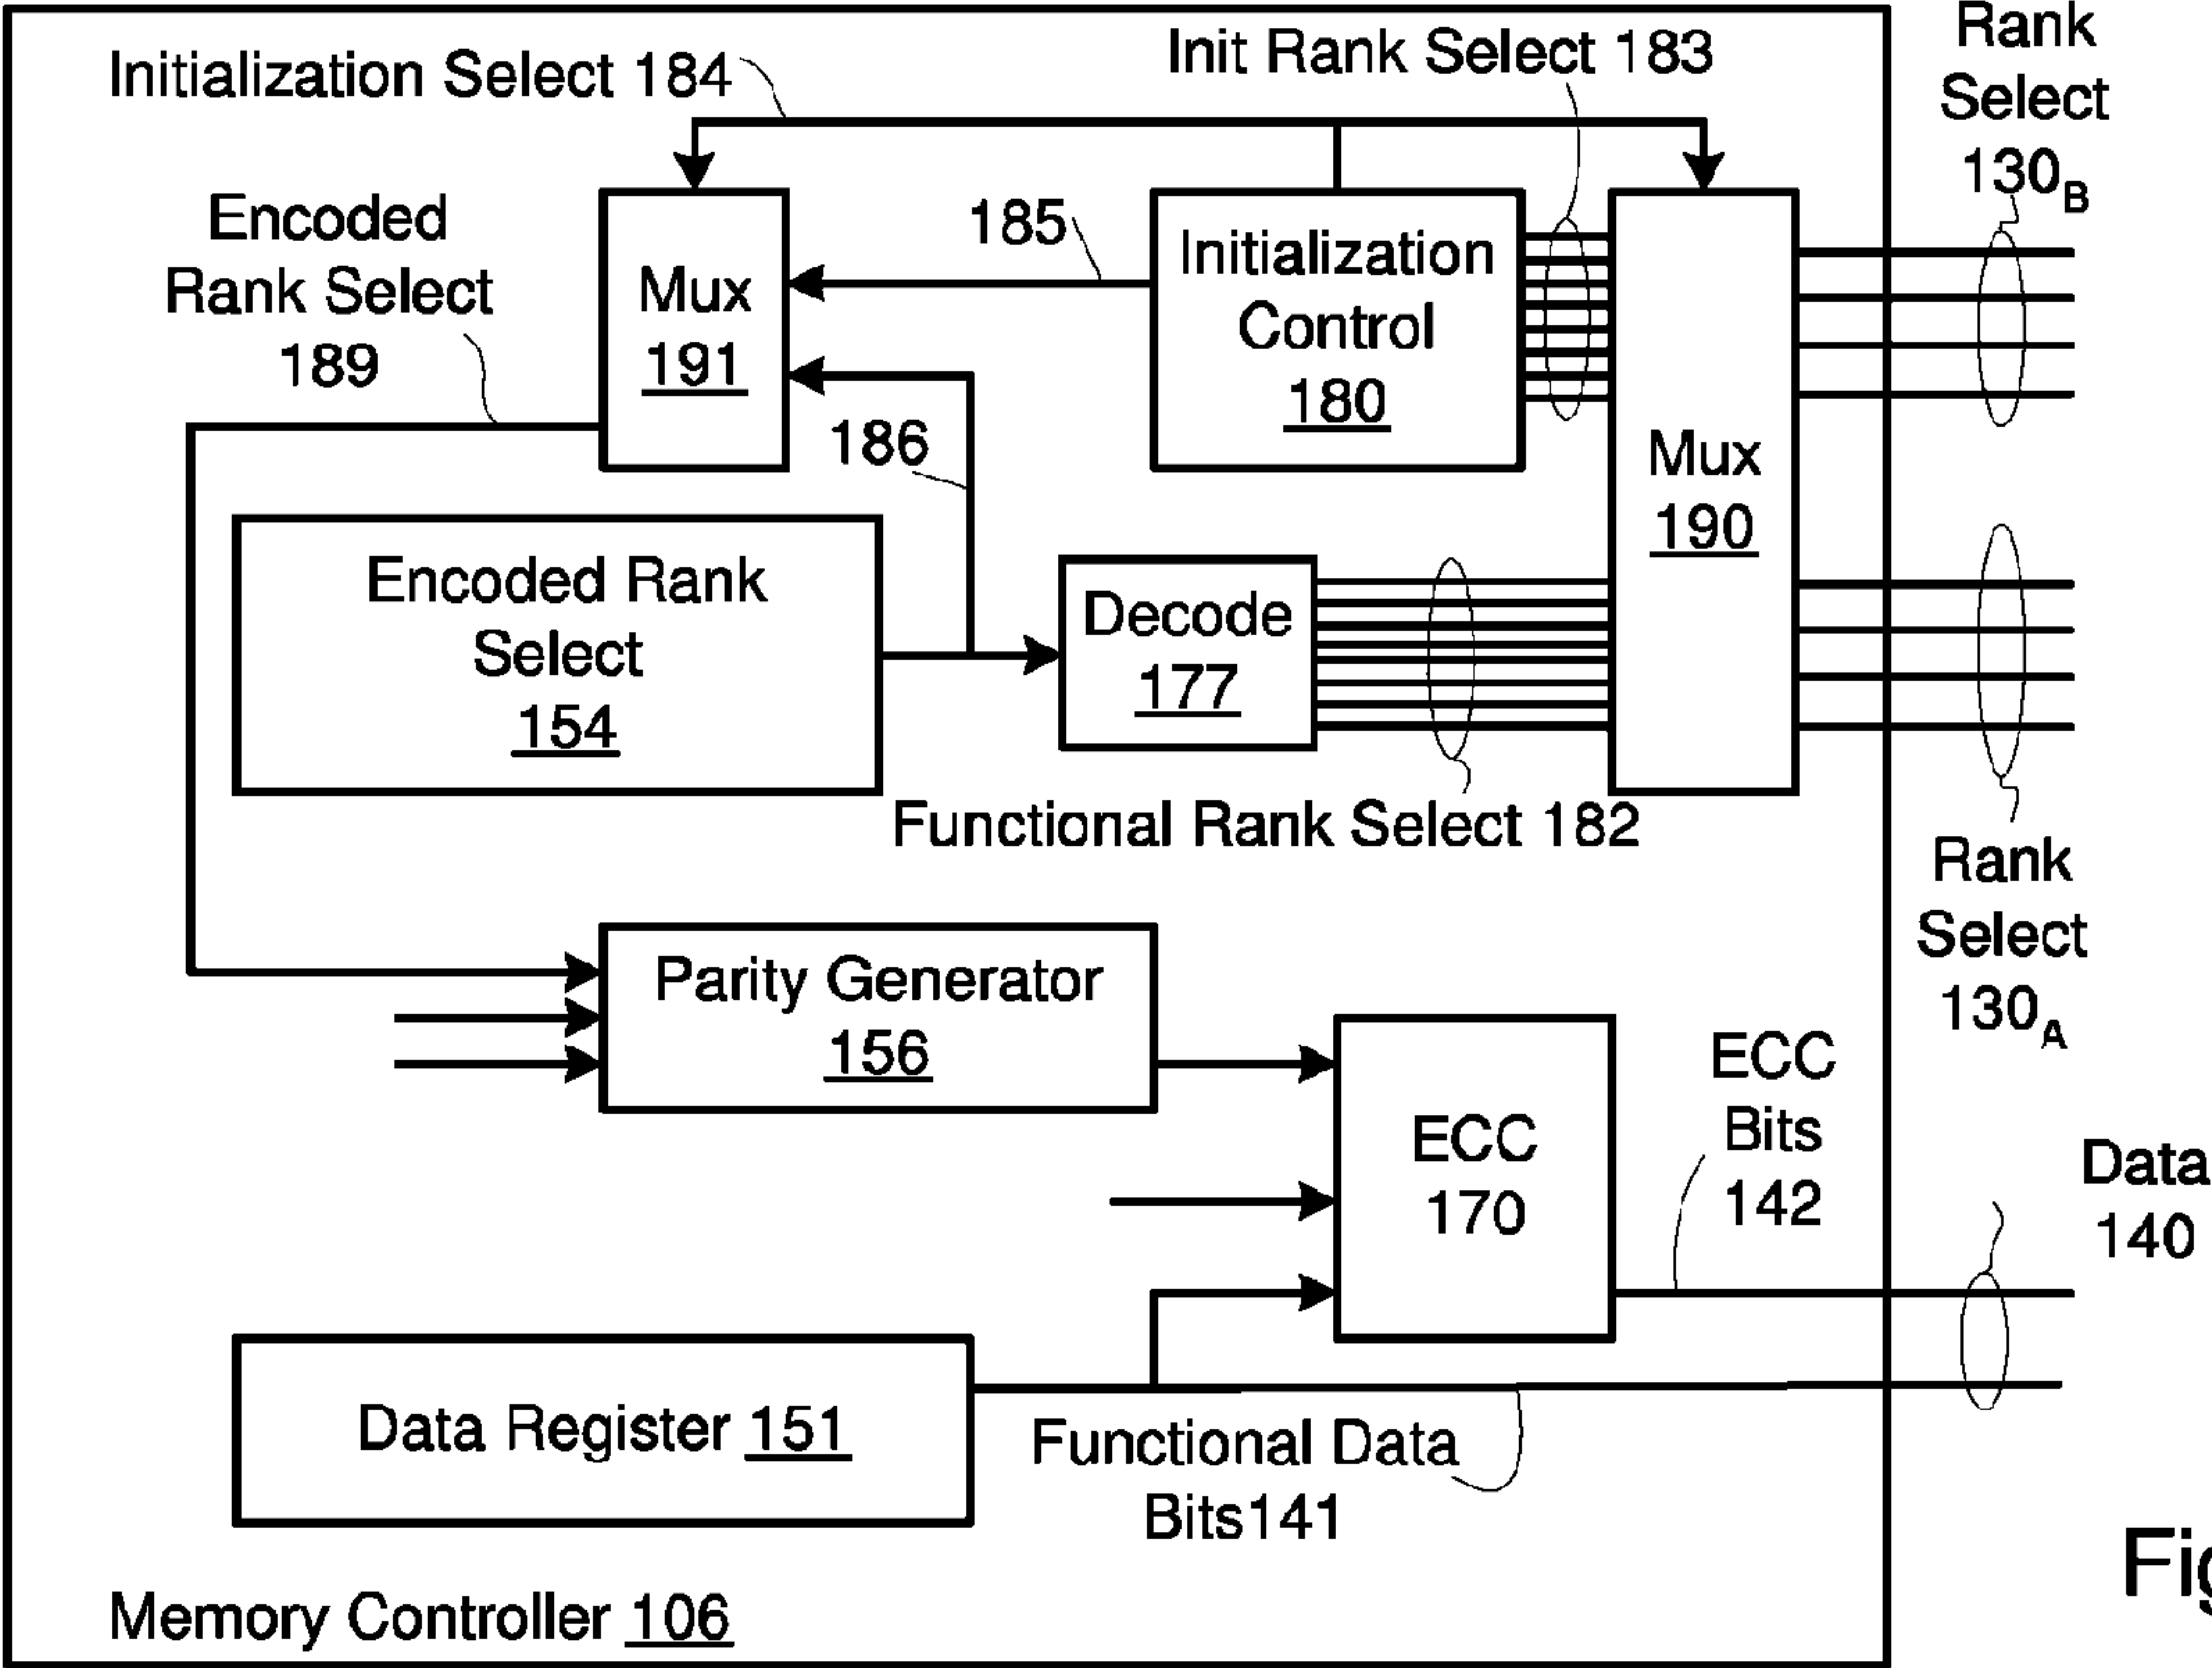 Initialization Select 184
Init Rank Select 183
Rank
Select
130B
Encoded
Rank Select
189
Mux
191
185
Initialization
Control
180
186
Mux
190
Encoded Rank
Select
154
Decode
177
Functional Rank Select 182
Rank
Select
130A
Parity Generator
156
ECC
170
ECC
Bits
142
Data
140
Data Register 151
Functional Data
Bits141
Memory Controller 106